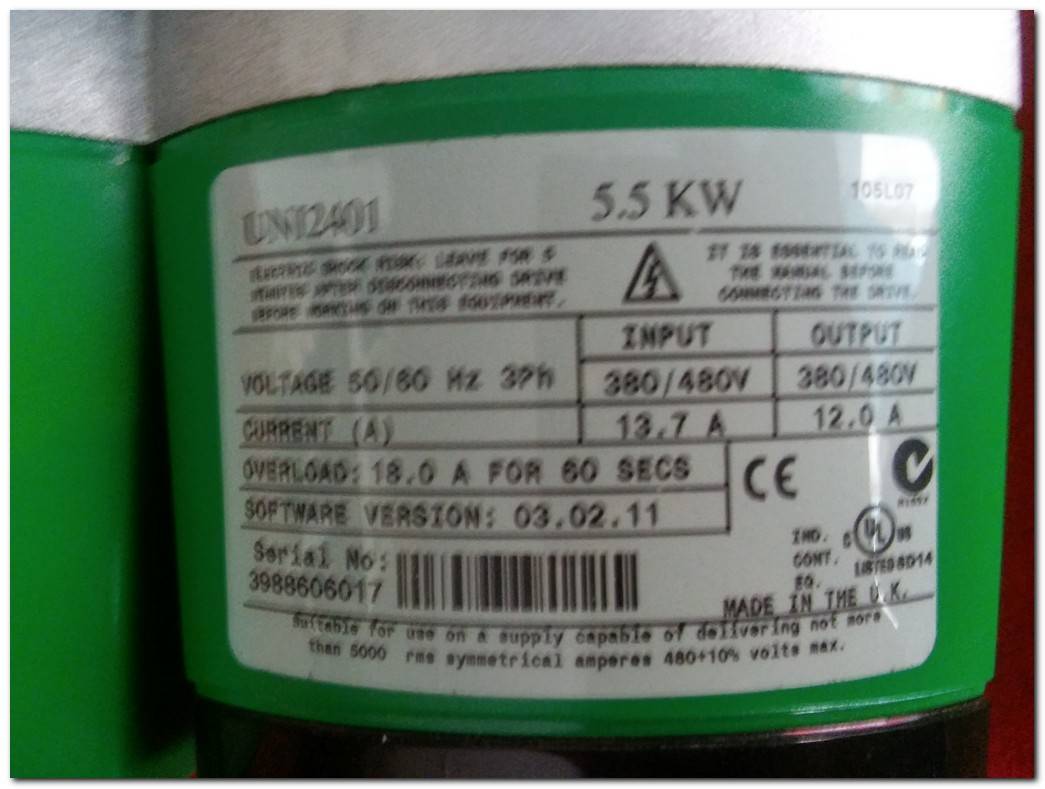 UNI2401 5.5 KW 105L07
ELECTRIC SHOCK RISK: LEAVE FOR 5
MINUTES AFTER DISCONNECTING DRIVE
BEFORE WORKING ON THIS EQUIPMENT.
IT IS ESSENTIAL TO READ
THE MANUAL BEFORE
CONNECTING THE DRIVE.
INPUT OUTPUT
VOLTAGE 50/60 Hz 3Ph 380/480V 380/480V
CURRENT (A) 13.7 A 12.0 A
OVERLOAD: 18.0 A FOR 60 SECS
SOFTWARE VERSION: 03.02.11
CE
Serial No:
3988606017
IND.
CONT.
EQ.
C UL US
LISTED 8D14
MADE IN THE U.K.
Suitable for use on a supply capable of delivering not more
than 5000 rms symmetrical amperes 480+10% volts max.